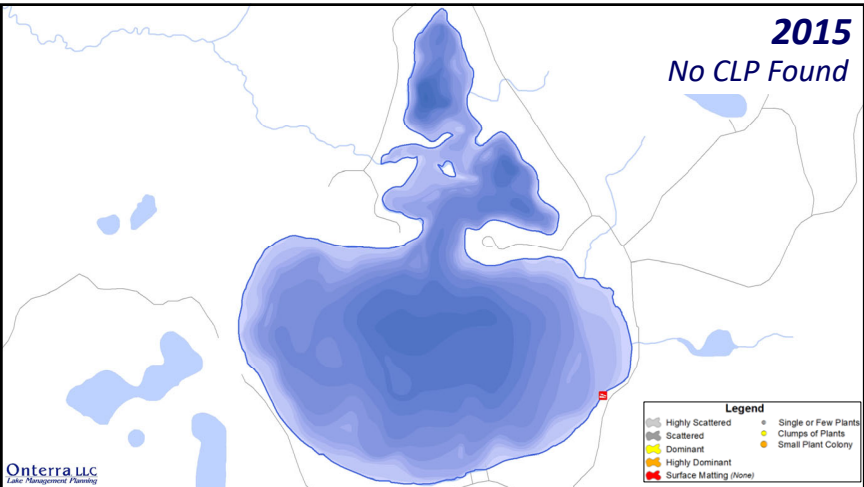 2015
No CLP Found
Legend
Highly Scattered
Scattered
Dominant
Highly Dominant
Surface Matting (None)
Single or Few Plants
Clumps of Plants
Small Plant Colony
Onterra LLC
Lake Management Planning